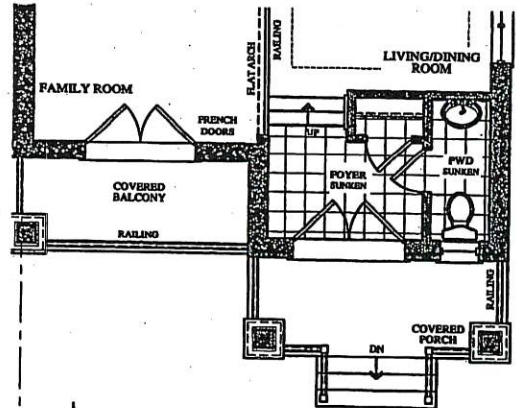 LIVING/DINING
ROOM
RAILING
FLAT ARCH
FAMILY ROOM
FRENCH
DOORS
UP
FOYER
SUNKEN
PWD
SUNKEN
COVERED
BALCONY
RAILING
RAILING
COVERED
PORCH
DN